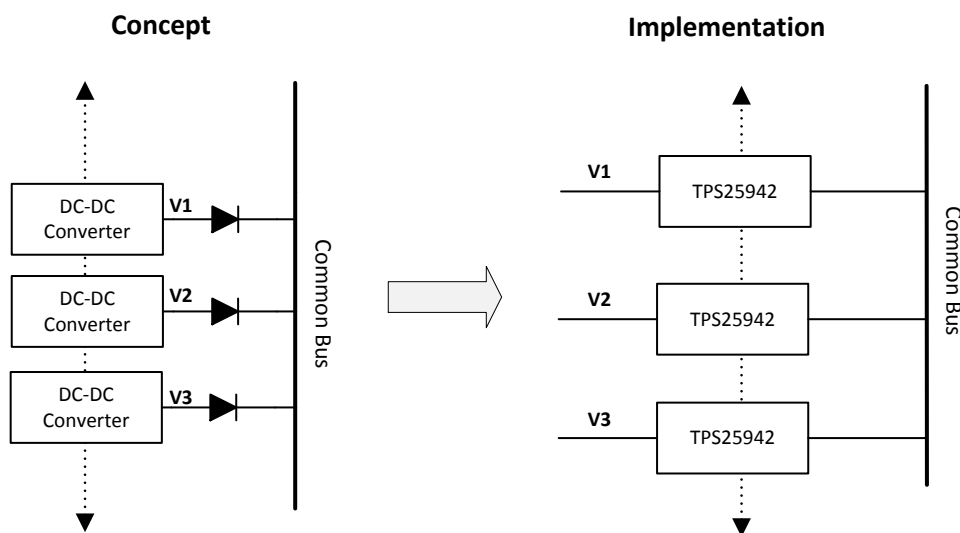 Concept
DC-DC
Converter
V1
DC-DC
Converter
V2
DC-DC
Converter
V3
Common Bus
Implementation
V1
TPS25942
V2
TPS25942
V3
TPS25942
Common Bus